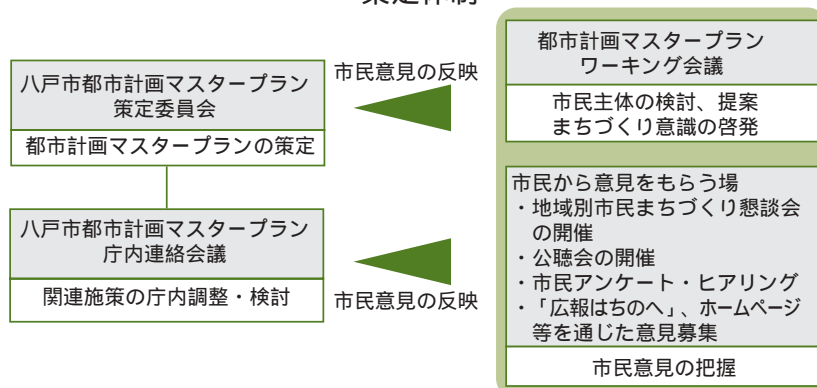 策定体制
八戸市都市計画マスタープラン
策定委員会
都市計画マスタープランの策定
八戸市都市計画マスタープラン
庁内連絡会議
関連施策の庁内調整・検討
市民意見の反映
市民意見の反映
都市計画マスタープラン
ワーキング会議
市民主体の検討、提案
まちづくり意識の啓発
市民から意見をもらう場
・地域別市民まちづくり懇談会
の開催
・公聴会の開催
・市民アンケート・ヒアリング
・「広報はちのへ」、ホームページ
等を通じた意見募集
市民意見の把握